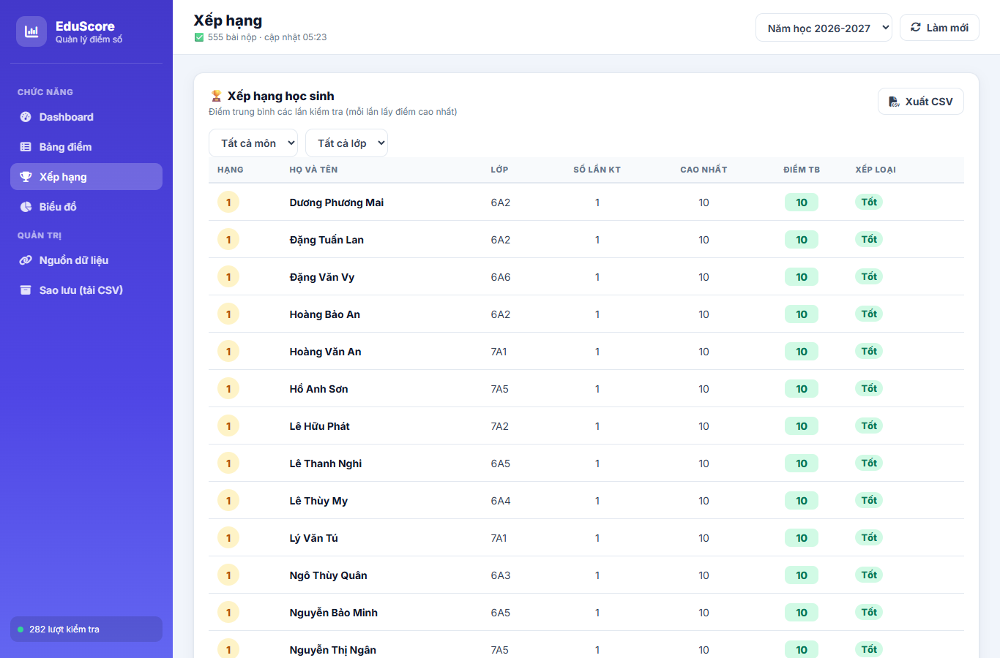 EduScore
Quản lý điểm số
CHỨC NĂNG
Dashboard
Bảng điểm
Xếp hạng
Biểu đồ
QUẢN TRỊ
Nguồn dữ liệu
Sao lưu (tải CSV)
282 lượt kiểm tra
Xếp hạng
✅ 555 bài nộp · cập nhật 05:23
Năm học 2026-2027
Làm mới
🏆 Xếp hạng học sinh
Điểm trung bình các lần kiểm tra (mỗi lần lấy điểm cao nhất)
Xuất CSV
Tất cả môn
Tất cả lớp
HẠNG HỌ VÀ TÊN LỚP SỐ LẦN KT CAO NHẤT ĐIỂM TB XẾP LOẠI
1 Dương Phương Mai 6A2 1 10 10 Tốt
1 Đặng Tuấn Lan 6A2 1 10 10 Tốt
1 Đặng Văn Vy 6A6 1 10 10 Tốt
1 Hoàng Bảo An 6A2 1 10 10 Tốt
1 Hoàng Văn An 7A1 1 10 10 Tốt
1 Hồ Anh Sơn 7A5 1 10 10 Tốt
1 Lê Hữu Phát 7A2 1 10 10 Tốt
1 Lê Thanh Nghi 6A5 1 10 10 Tốt
1 Lê Thùy My 6A4 1 10 10 Tốt
1 Lý Văn Tú 7A1 1 10 10 Tốt
1 Ngô Thùy Quân 6A3 1 10 10 Tốt
1 Nguyễn Bảo Minh 6A5 1 10 10 Tốt
1 Nguyễn Thị Ngân 7A5 1 10 10 Tốt